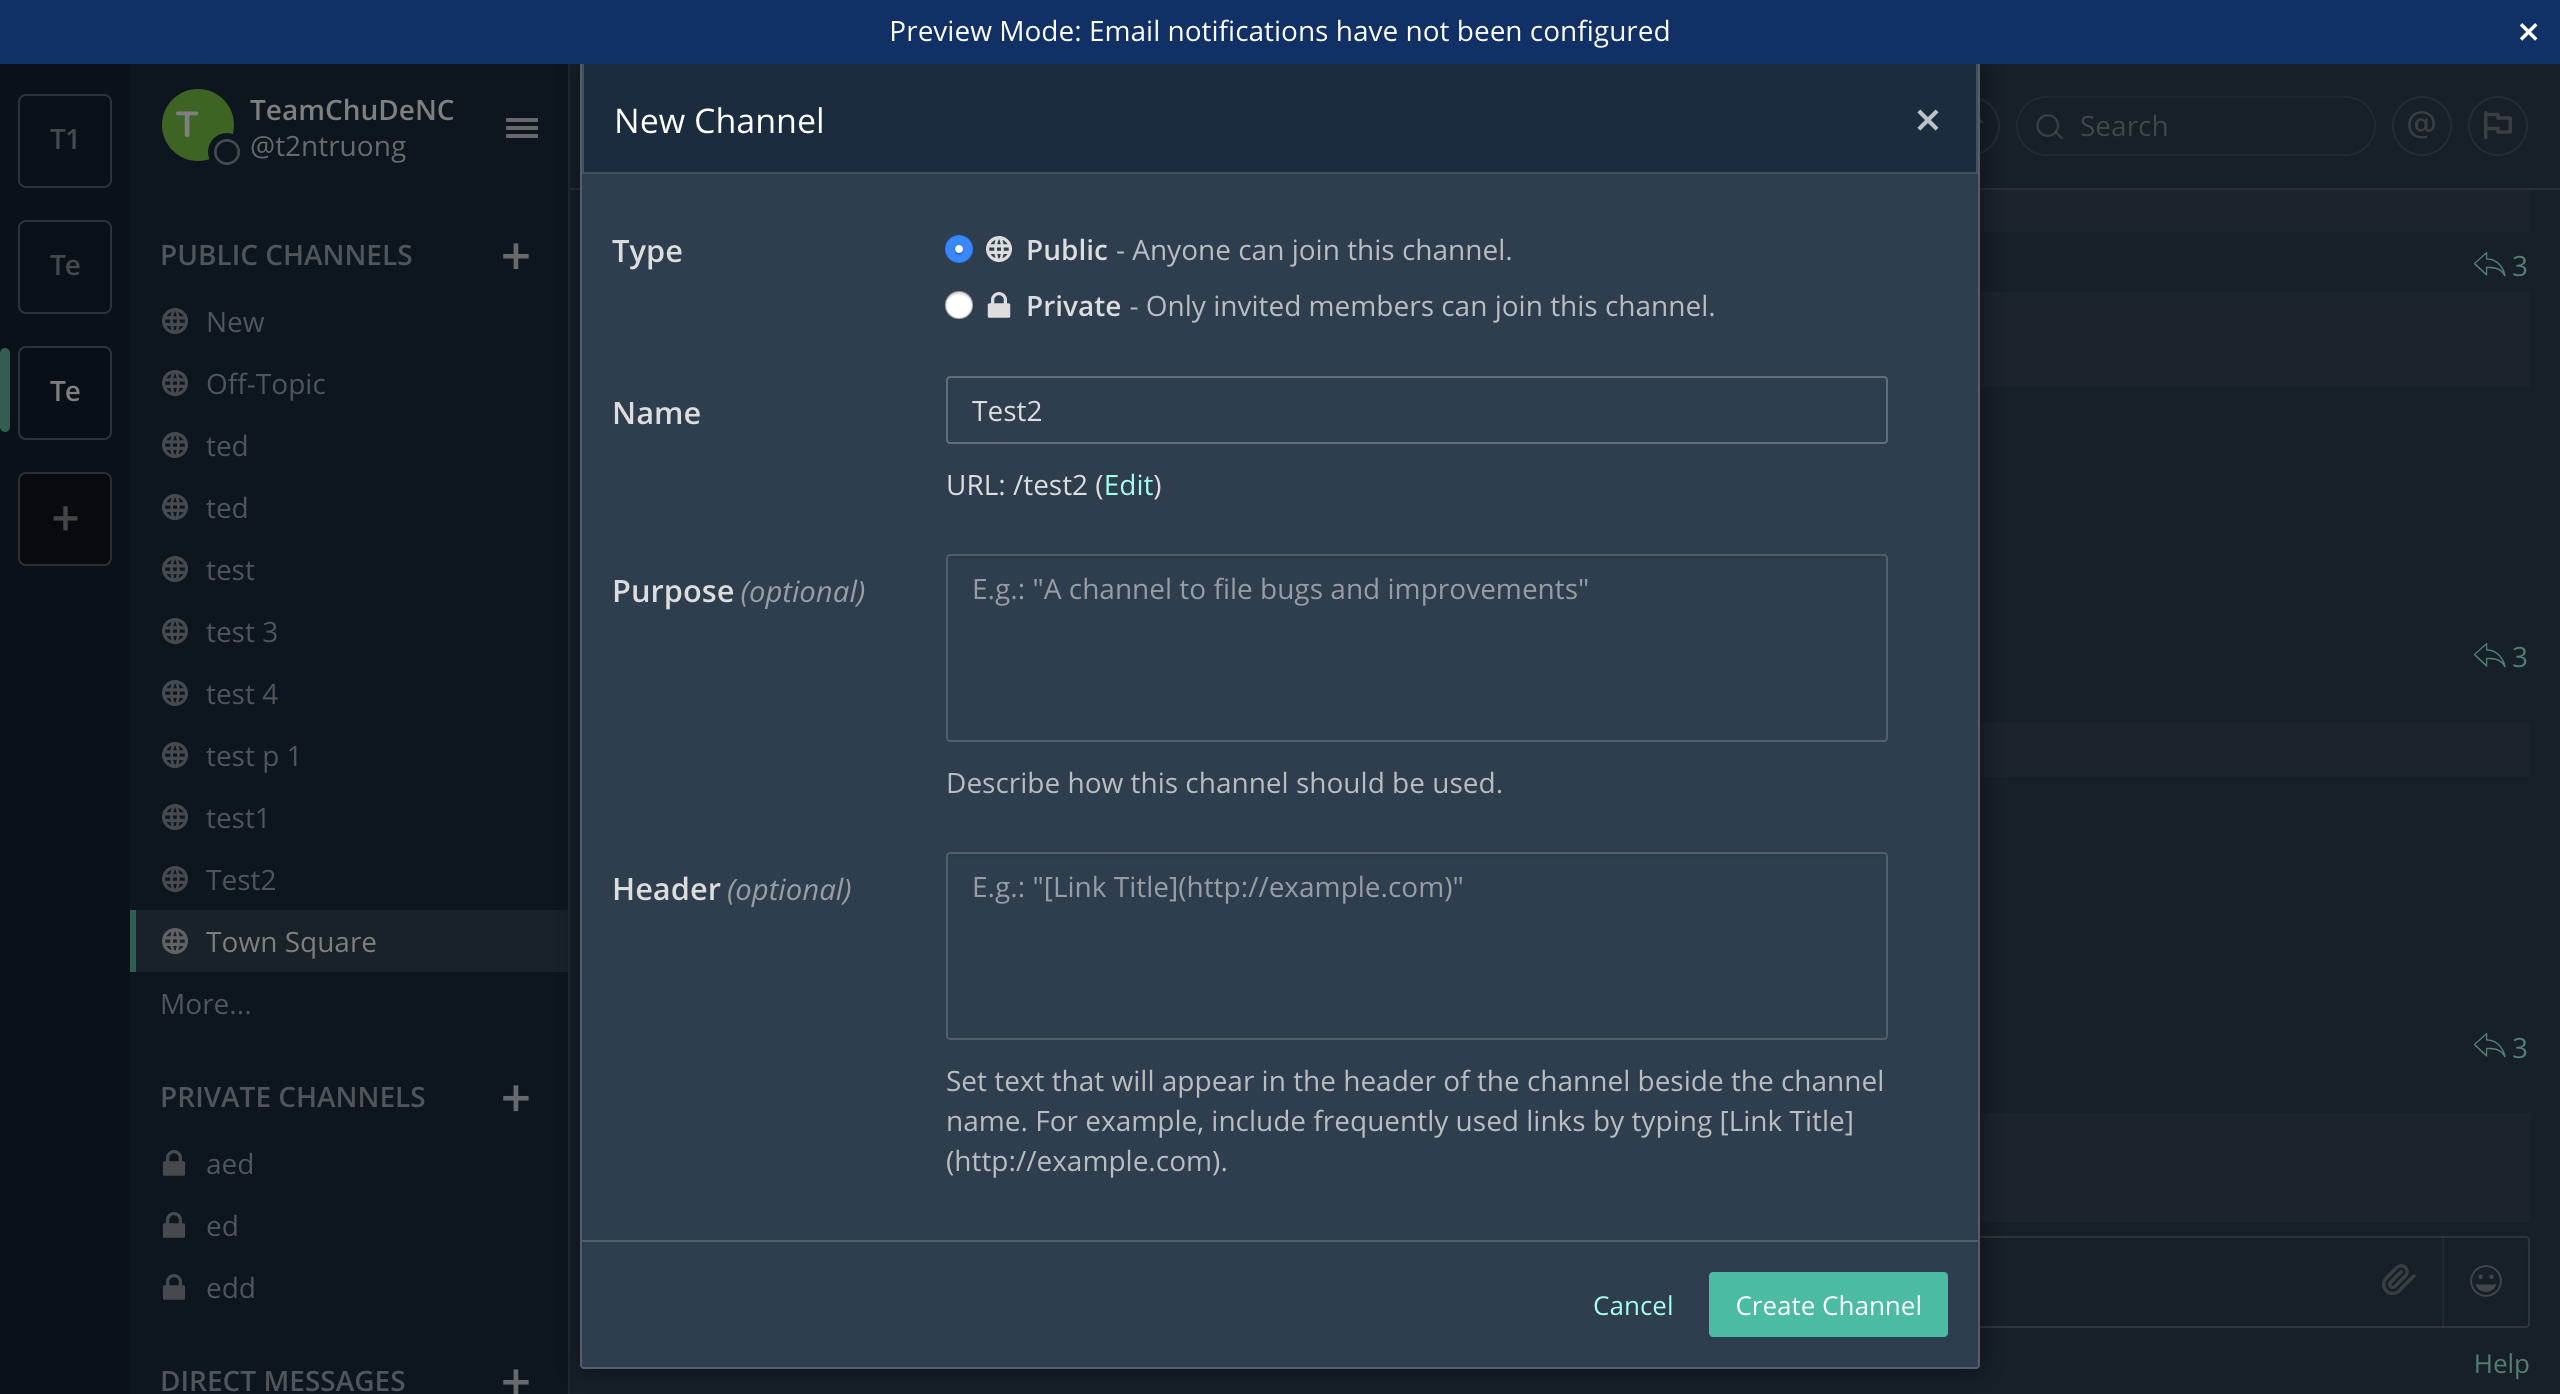 Preview Mode: Email notifications have not been configured
T1
Te
Te
+
T
TeamChuDeNC
@t2ntruong
PUBLIC CHANNELS
New
Off-Topic
ted
ted
test
test 3
test 4
test p 1
test1
Test2
Town Square
More...
PRIVATE CHANNELS
aed
ed
edd
DIRECT MESSAGES
New Channel
Type
Public - Anyone can join this channel.
Private - Only invited members can join this channel.
Name
Test2
URL: /test2 (Edit)
Purpose (optional)
E.g.: "A channel to file bugs and improvements"
Describe how this channel should be used.
Header (optional)
E.g.: "[Link Title](http://example.com)"
Set text that will appear in the header of the channel beside the channel
name. For example, include frequently used links by typing [Link Title]
(http://example.com).
Cancel
Create Channel
Search
@
3
3
3
Help